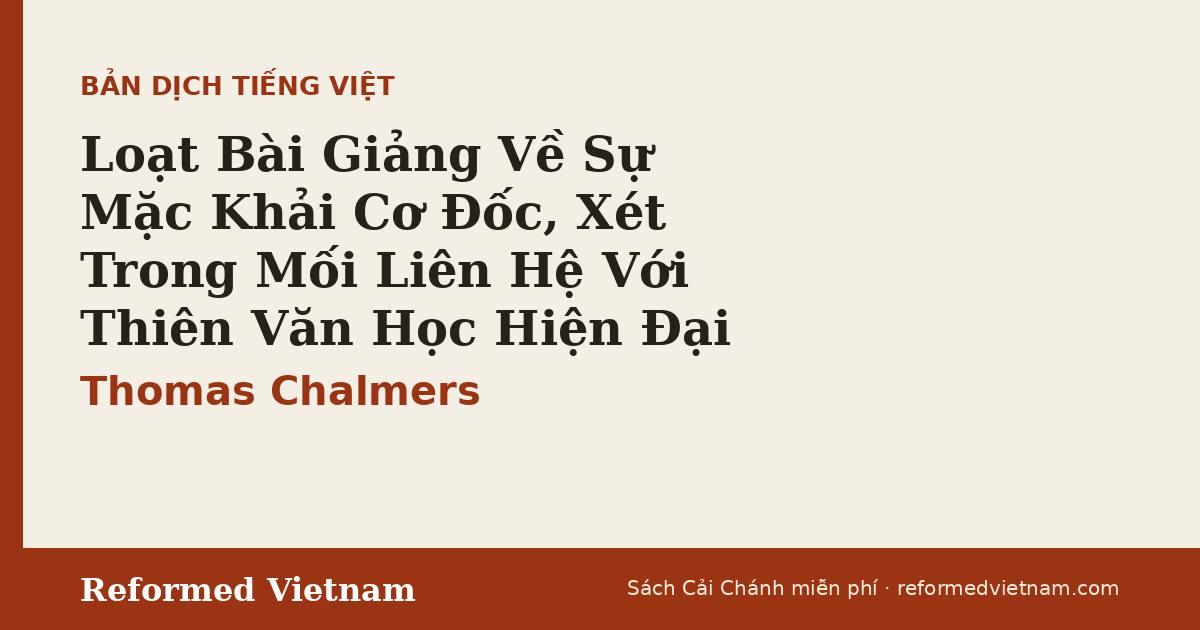 BẢN DỊCH TIẾNG VIỆT
Loạt Bài Giảng Về Sự
Mặc Khải Cơ Đốc, Xét
Trong Mối Liên Hệ Với
Thiên Văn Học Hiện Đại
Thomas Chalmers
Reformed Vietnam
Sách Cải Chánh miễn phí · reformedvietnam.com